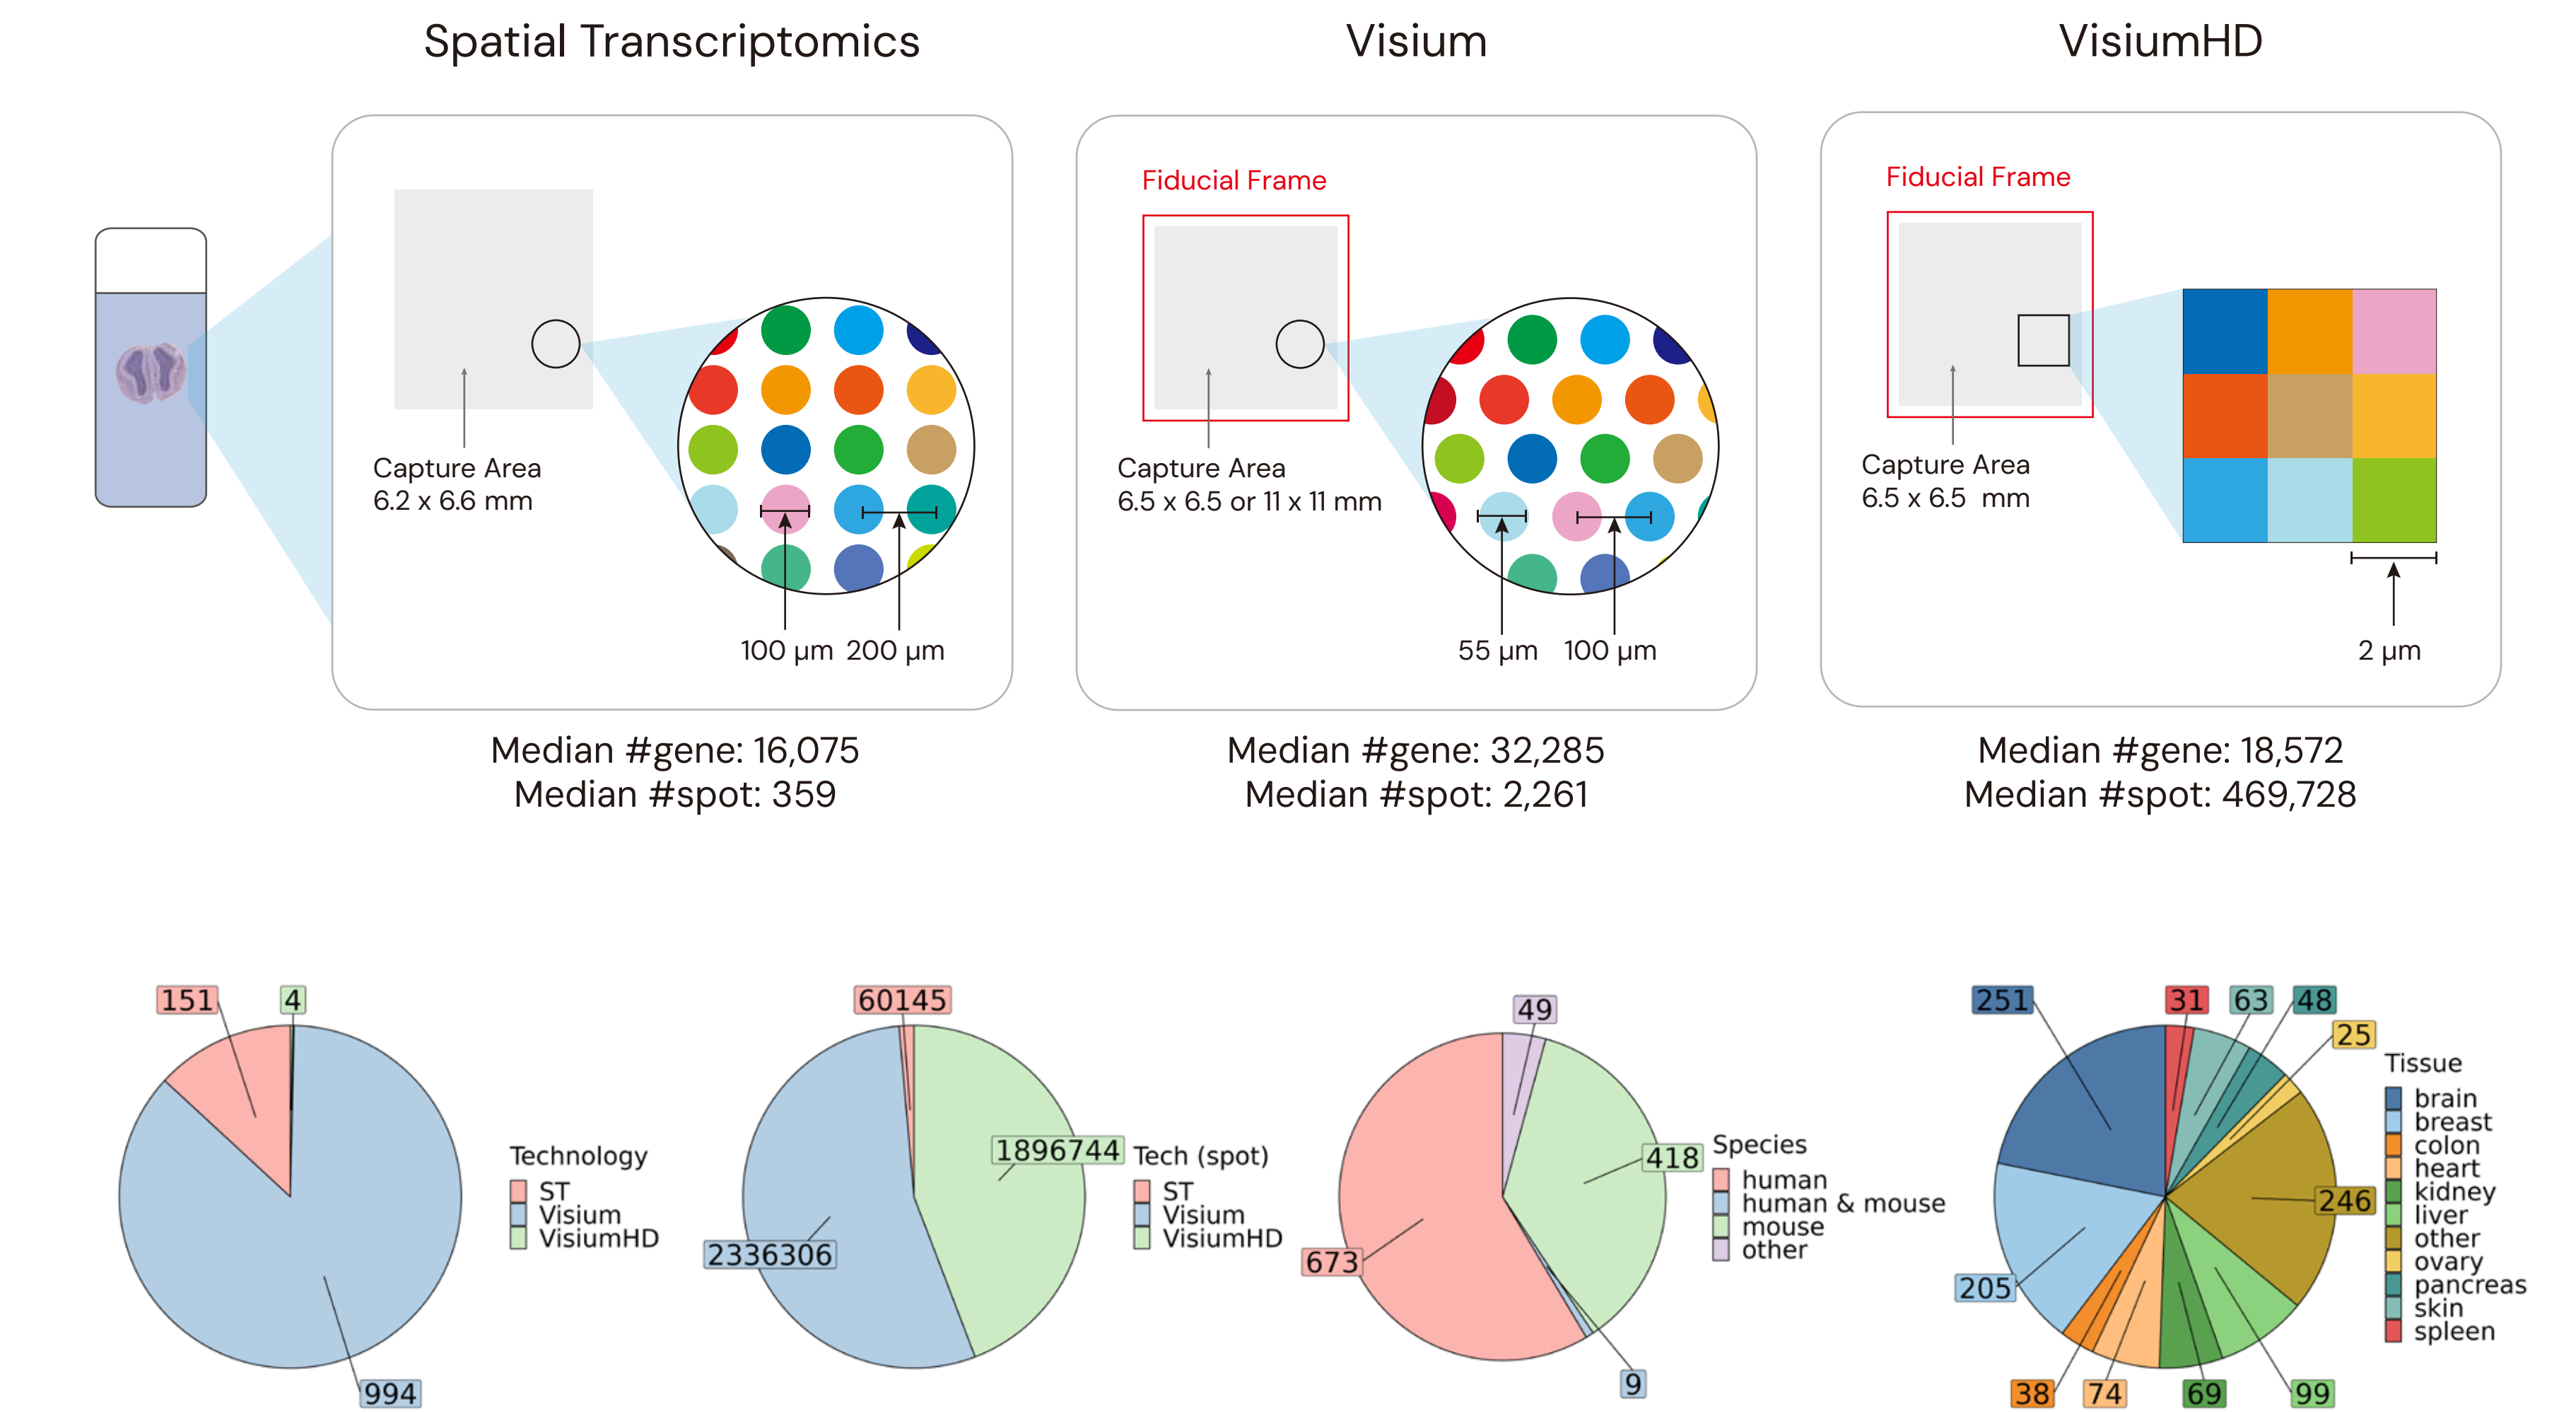 Spatial Transcriptomics
Visium
VisiumHD
Capture Area
6.2 x 6.6 mm
100 µm 200 µm
Fiducial Frame
Capture Area
6.5 x 6.5 or 11 x 11 mm
55 µm 100 µm
Fiducial Frame
Capture Area
6.5 x 6.5 mm
2 µm
Median #gene: 16,075
Median #spot: 359
Median #gene: 32,285
Median #spot: 2,261
Median #gene: 18,572
Median #spot: 469,728
151
4
994
Technology
ST
Visium
VisiumHD
60145
1896744
2336306
Tech (spot)
ST
Visium
VisiumHD
49
418
673
9
Species
human
human & mouse
mouse
other
251
31
63
48
25
246
205
38
74
69
99
Tissue
brain
breast
colon
heart
kidney
liver
other
ovary
pancreas
skin
spleen